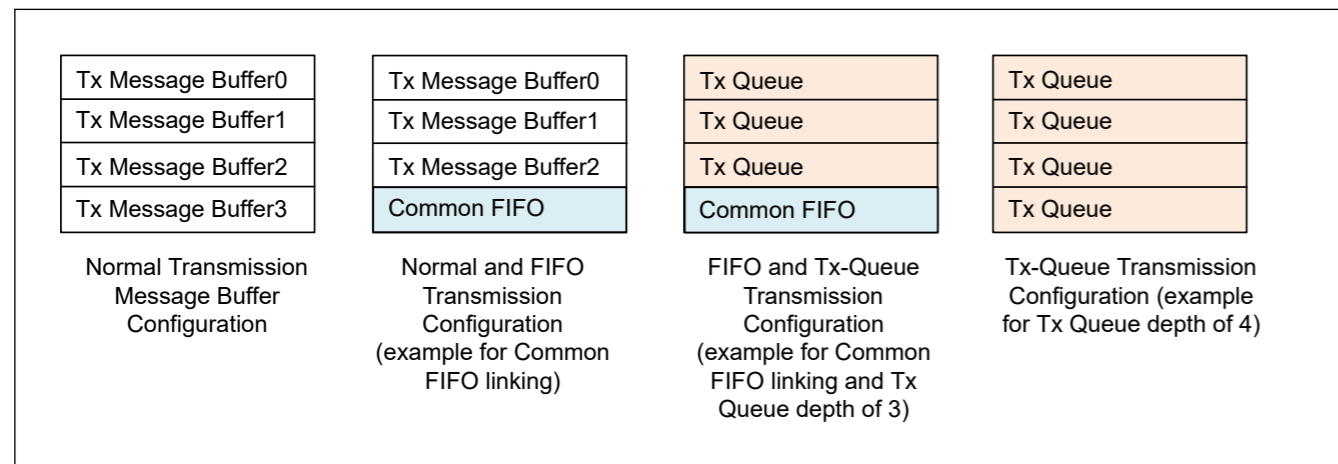 Tx Message Buffer0
Tx Message Buffer1
Tx Message Buffer2
Tx Message Buffer3
Normal Transmission
Message Buffer
Configuration
Tx Message Buffer0
Tx Message Buffer1
Tx Message Buffer2
Common FIFO
Normal and FIFO
Transmission
Configuration
(example for Common
FIFO linking)
Tx Queue
Tx Queue
Tx Queue
Common FIFO
FIFO and Tx-Queue
Transmission
Configuration
(example for Common
FIFO linking and Tx
Queue depth of 3)
Tx Queue
Tx Queue
Tx Queue
Tx Queue
Tx-Queue Transmission
Configuration (example
for Tx Queue depth of 4)